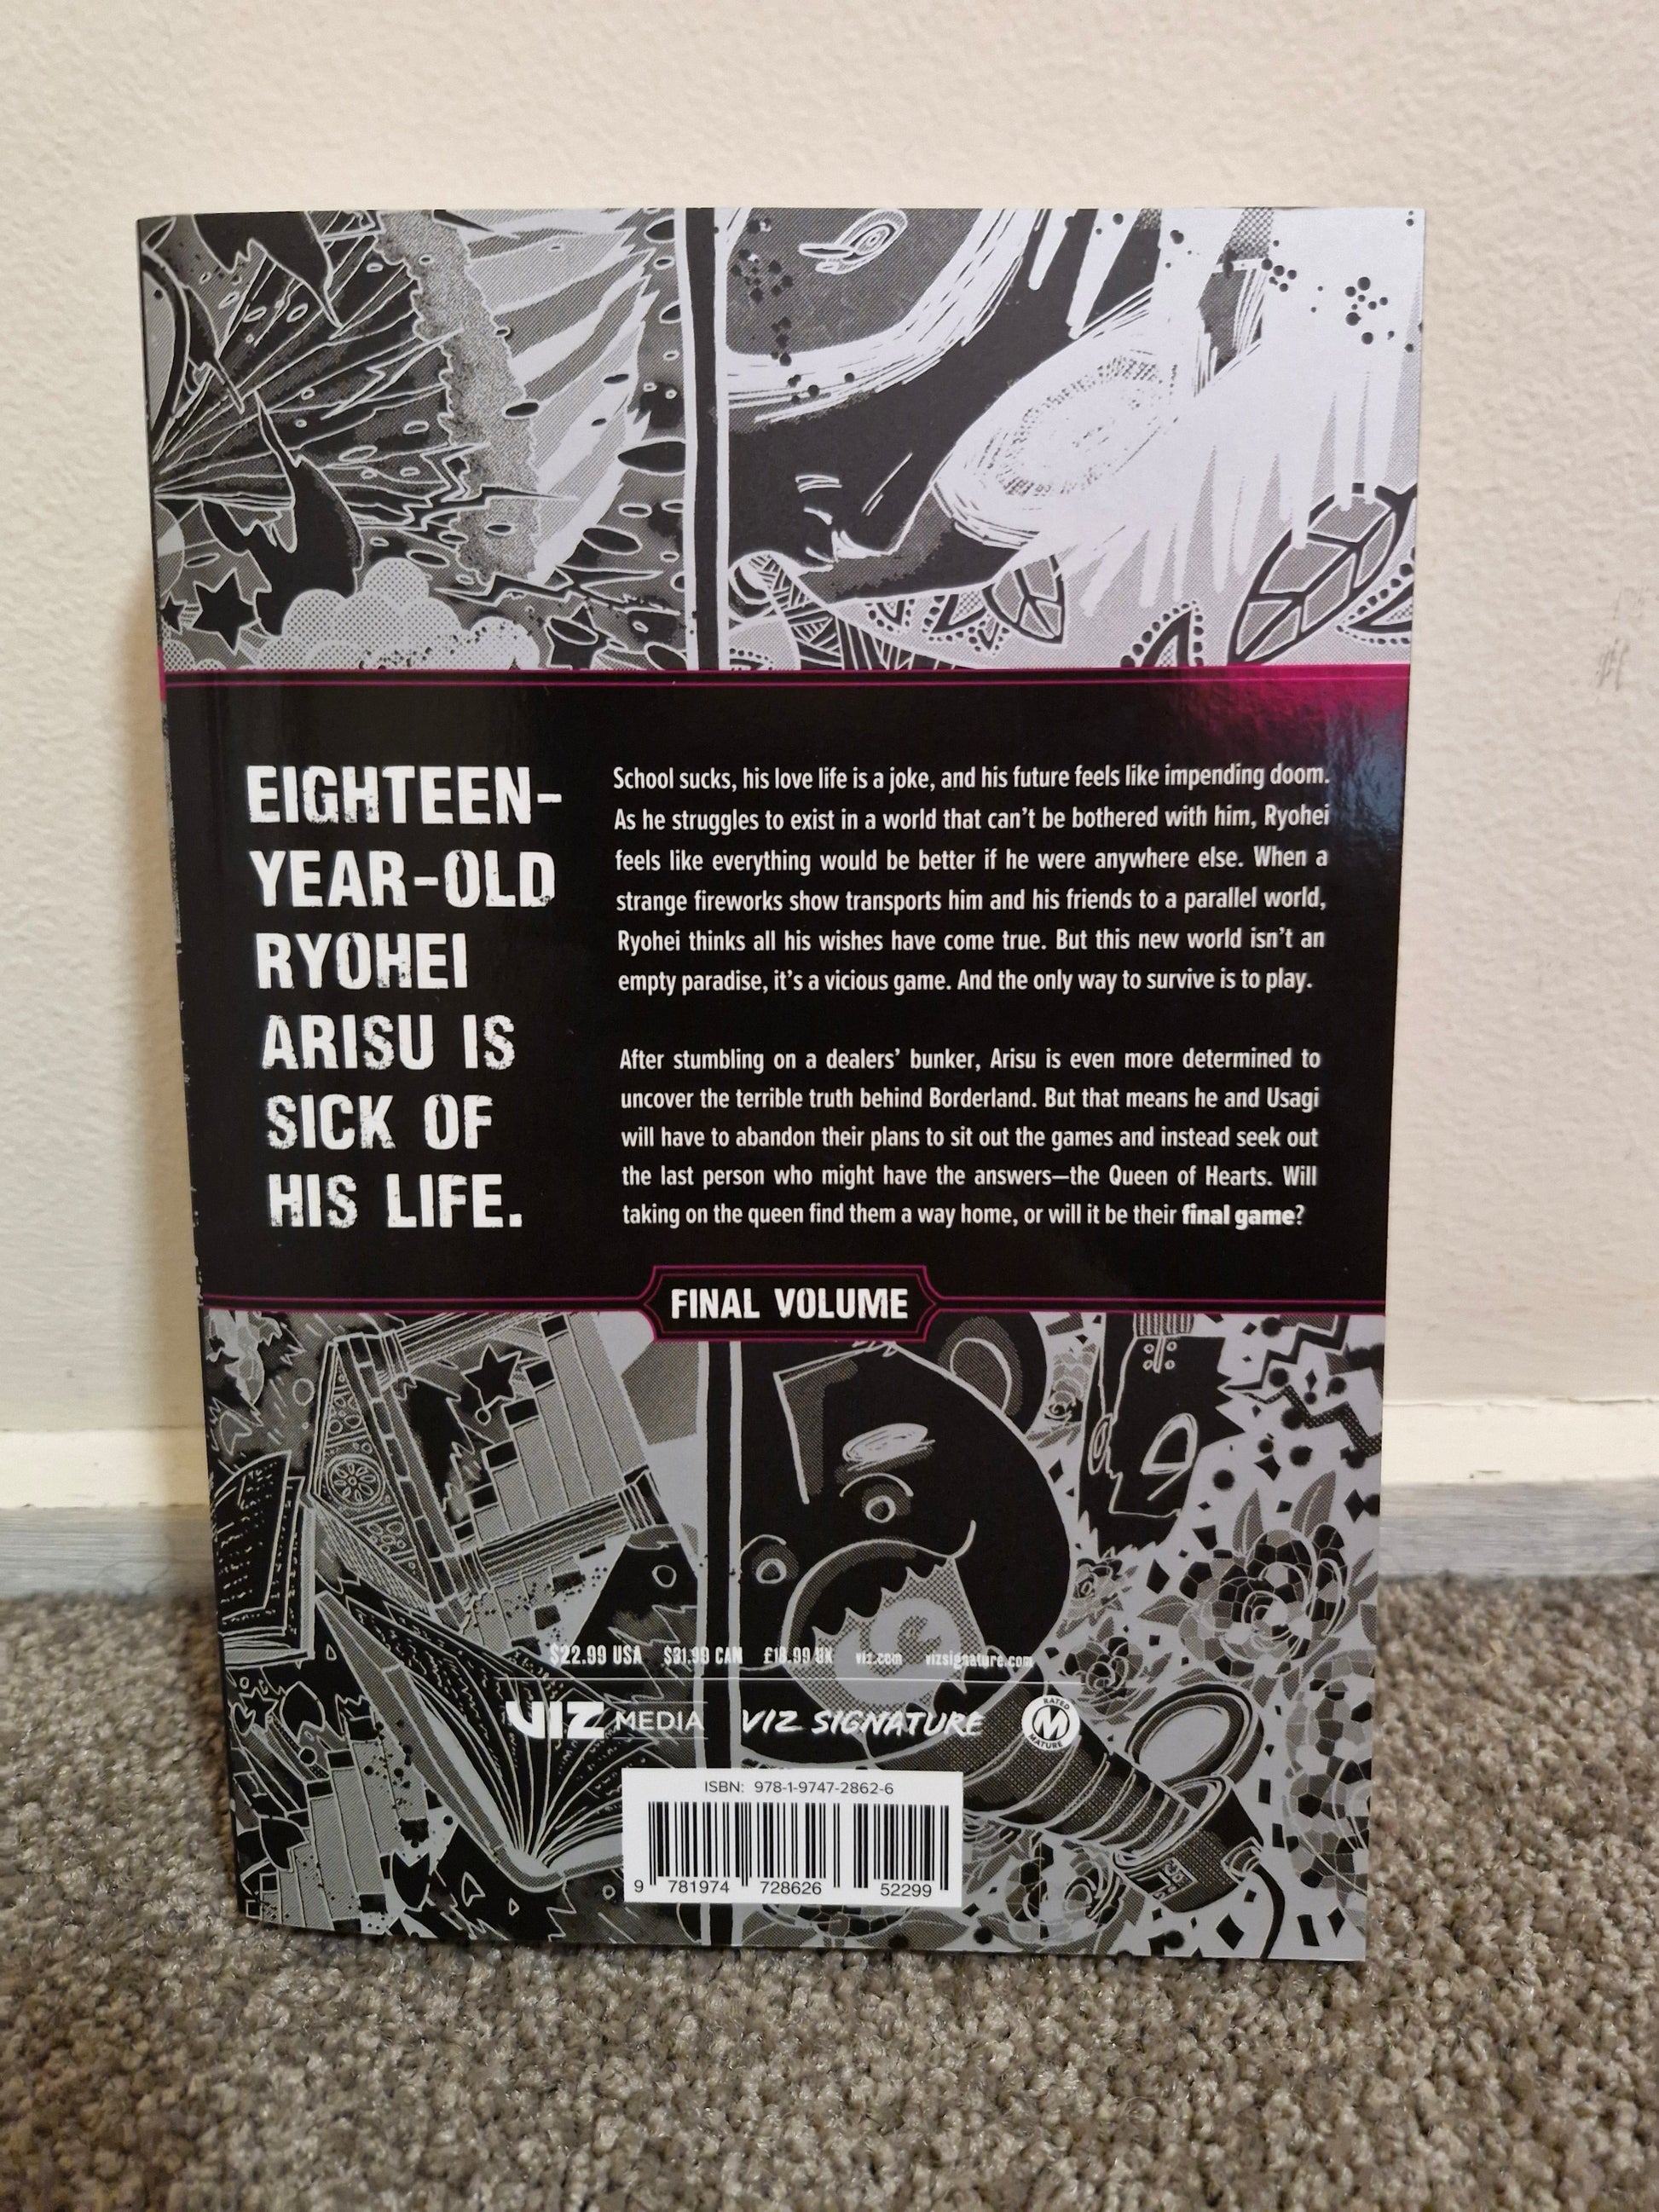 EIGHTEEN-
YEAR-OLD
RYOHEI
ARISU IS
SICK OF
HIS LIFE.
School sucks, his love life is a joke, and his future feels like impending doom.
As he struggles to exist in a world that can't be bothered with him, Ryohei
feels like everything would be better if he were anywhere else. When a
strange fireworks show transports him and his friends to a parallel world,
Ryohei thinks all his wishes have come true. But this new world isn't an
empty paradise, it's a vicious game. And the only way to survive is to play.
After stumbling on a dealers' bunker, Arisu is even more determined to
uncover the terrible truth behind Borderland. But that means he and Usagi
will have to abandon their plans to sit out the games and instead seek out
the last person who might have the answers—the Queen of Hearts. Will
taking on the queen find them a way home, or will it be their final game?
FINAL VOLUME
$22.99 USA $31.99 CAN UK viz.com vizsignature.com
VIZ MEDIA VIZ SIGNATURE RATED M MATURE
ISBN: 978-1-9747-2862-6
9 781974 728626 52299